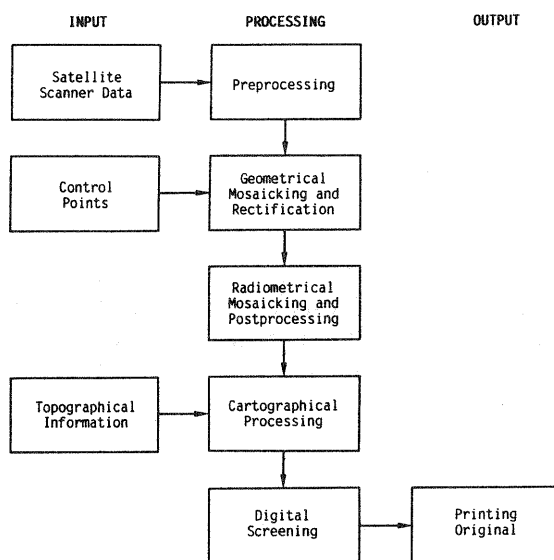 INPUT PROCESSING OUTPUT
Satellite
Scanner Data
Preprocessing
Control
Points
Geometrical
Mosaicking and
Rectification
Radiometrical
Mosaicking and
Postprocessing
Topographical
Information
Cartographical
Processing
Digital
Screening
Printing
Original